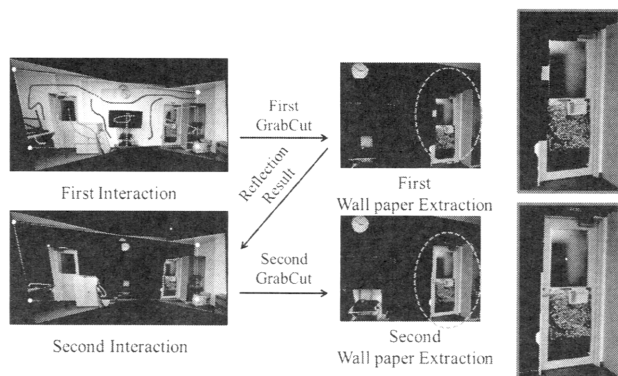 First
GrabCut
First Interaction
Reflection
Result
First
Wall paper Extraction
Second
GrabCut
Second Interaction
Second
Wall paper Extraction